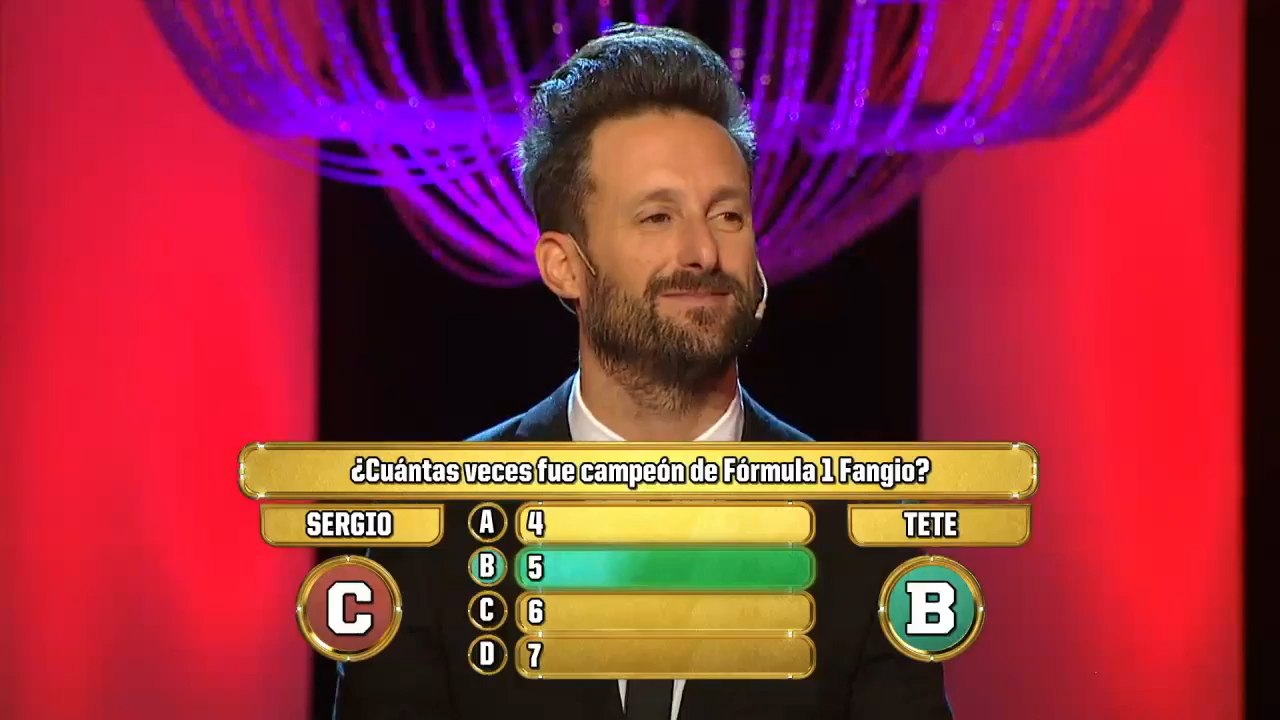 ¿Cuántas veces fue campeón de Fórmula 1 Fangio?
SERGIO
A 4
TETE
B 5
C 6
D 7
C
B